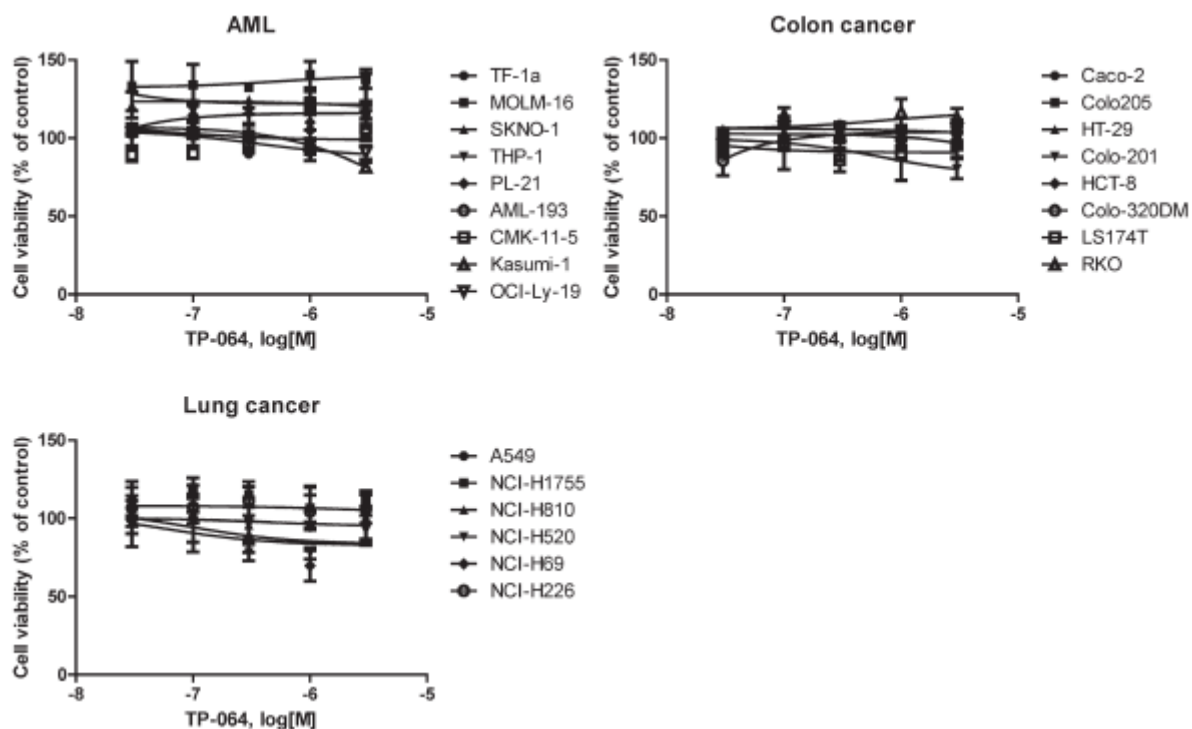 AML
Cell viability (% of control)
150
100
50
0
-8
-7
-6
-5
TP-064, log[M]
TF-1a
MOLM-16
SKNO-1
THP-1
PL-21
AML-193
CMK-11-5
Kasumi-1
OCI-Ly-19
Colon cancer
Cell viability (% of control)
150
100
50
0
-8
-7
-6
-5
TP-064, log[M]
Caco-2
Colo205
HT-29
Colo-201
HCT-8
Colo-320DM
LS174T
RKO
Lung cancer
Cell viability (% of control)
150
100
50
0
-8
-7
-6
-5
TP-064, log[M]
A549
NCI-H1755
NCI-H810
NCI-H520
NCI-H69
NCI-H226